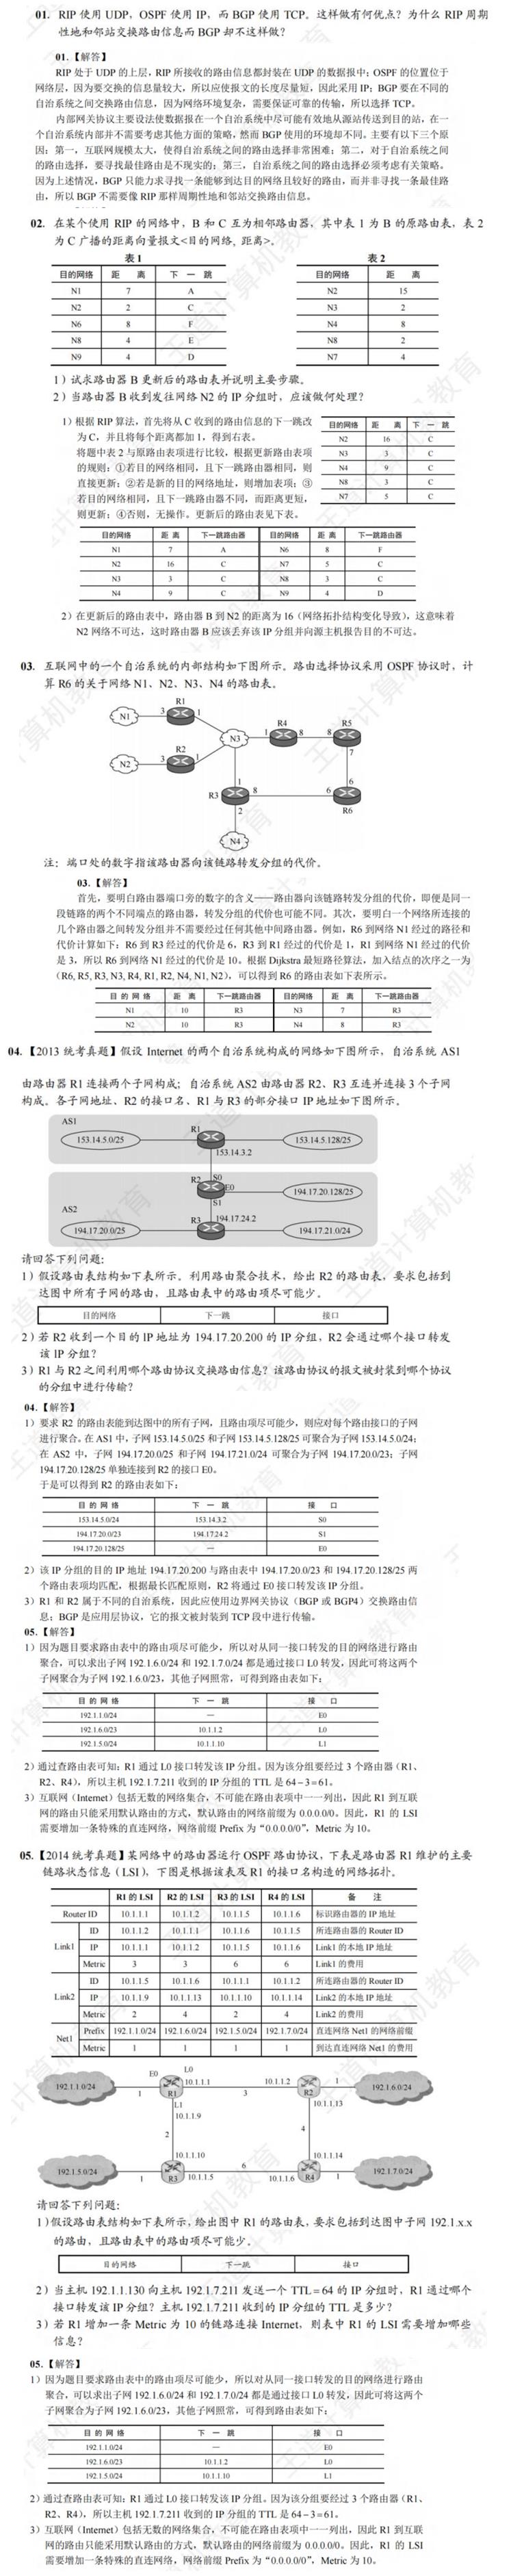 01. RIP 使用 UDP，OSPF 使用 IP，而 BGP 使用 TCP。这样做有何优点？为什么 RIP 周期
性地和邻站交换路由信息而 BGP 却不这样做？
01.【解答】
RIP 处于 UDP 的上层，RIP 所接收的路由信息都封装在 UDP 的数据报中；OSPF 的位置位于
网络层，因为要交换的信息量较大，所以应使报文的长度尽量短，因此采用 IP；BGP 要在不同的
自治系统之间交换路由信息，因为网络环境复杂，需要保证可靠的传输，所以选择 TCP。
内部网关协议主要设法使数据报在一个自治系统中尽可能有效地从源站传送到目的站，在一
个自治系统内部并不需要考虑其他方面的策略，然而 BGP 使用的环境却不同。主要有以下三个原
因：第一，互联网规模太大，使得自治系统之间的路由选择非常困难；第二，对于自治系统之间
的路由选择，要寻找最佳路由是不现实的；第三，自治系统之间的路由选择必须考虑有关策略。
因为上述情况，BGP 只能力求寻找一条能够到达目的网络且较好的路由，而并非寻找一条最佳路
由，所以 BGP 不需要像 RIP 那样周期性地和邻站交换路由信息。
02. 在某个使用 RIP 的网络中，B 和 C 互为相邻路由器，其中表 1 为 B 的原路由表，表 2
为 C 广播的距离向量报文<目的网络, 距离>。
表 1 表 2
目的网络 距 离 下 一 跳 目的网络 距 离
N1 7 A N2 15
N2 2 C N3 2
N6 8 F N4 8
N8 4 E N8 2
N9 4 D N7 4
1）试求路由器 B 更新后的路由表并说明主要步骤。
2）当路由器 B 收到发往网络 N2 的 IP 分组时，应该做何处理？
1）根据 RIP 算法，首先将从 C 收到的路由信息的下一跳改
为 C，并且将每个距离都加 1，得到右表。
将题中表 2 与原路由表项进行比较，根据更新路由表项
的规则：①若目的网络相同，且下一跳路由器相同，则
直接更新；②若是新的目的网络地址，则增加表项；③
若目的网络相同，且下一跳路由器不同，而距离更短，
则更新；④否则，无操作。更新后的路由表见下表。
目的网络 距 离 下 一 跳
N2 16 C
N3 3 C
N4 9 C
N8 3 C
N7 5 C
目的网络 距 离 下一跳路由器 目的网络 距 离 下一跳路由器
N1 7 A N6 8 F
N2 16 C N7 5 C
N3 3 C N8 3 C
N4 9 C N9 4 D
2）在更新后的路由表中，路由器 B 到 N2 的距离为 16（网络拓扑结构变化导致），这意味着
N2 网络不可达，这时路由器 B 应该丢弃该 IP 分组并向源主机报告目的不可达。
03. 互联网中的一个自治系统的内部结构如下图所示。路由选择协议采用 OSPF 协议时，计
算 R6 的关于网络 N1、N2、N3、N4 的路由表。
R1
N1 3 1
R4 R5
N3 1 8 8
R2
N2 3 1 7
1 6
R3 8 6
2 R6
N4
注：端口处的数字指该路由器向该链路转发分组的代价。
03.【解答】
首先，要明白路由器端口旁的数字的含义——路由器向该链路转发分组的代价，即便是同一
段链路的两个不同端点的路由器，转发分组的代价也可能不同。其次，要明白一个网络所连接的
几个路由器之间转发分组并不需要经过任何其他中间路由器。例如，R6 到网络 N1 经过的路径和
代价计算如下：R6 到 R3 经过的代价是 6，R3 到 R1 经过的代价是 1，R1 到网络 N1 经过的代价
是 3，所以 R6 到网络 N1 经过的代价是 10。根据 Dijkstra 最短路径算法，加入结点的次序之一为
(R6, R5, R3, N3, R4, R1, R2, N4, N1, N2)，可以得到 R6 的路由表如下表所示。
目 的 网 络 距 离 下一跳路由器 目的网络 距 离 下一跳路由器
N1 10 R3 N3 7 R3
N2 10 R3 N4 8 R3
04.【2013 统考真题】假设 Internet 的两个自治系统构成的网络如下图所示，自治系统 AS1
由路由器 R1 连接两个子网构成；自治系统 AS2 由路由器 R2、R3 互连并连接 3 个子网
构成。各子网地址、R2 的接口名、R1 与 R3 的部分接口 IP 地址如下图所示。
AS1
R1
153.14.5.0/25 153.14.5.128/25
153.14.3.2
R2 S0
E0
194.17.20.128/25
S1
AS2
R3 194.17.24.2
194.17.20.0/25 194.17.21.0/24
请回答下列问题：
1）假设路由表结构如下表所示。利用路由聚合技术，给出 R2 的路由表，要求包括到
达图中所有子网的路由，且路由表中的路由项尽可能少。
目的网络 下一跳 接口
2）若 R2 收到一个目的 IP 地址为 194.17.20.200 的 IP 分组，R2 会通过哪个接口转发
该 IP 分组？
3）R1 与 R2 之间利用哪个路由协议交换路由信息？该路由协议的报文被封装到哪个协议
的分组中进行传输？
04.【解答】
1）要求 R2 的路由表能到达图中的所有子网，且路由项尽可能少，则应对每个路由接口的子网
进行聚合。在 AS1 中，子网 153.14.5.0/25 和子网 153.14.5.128/25 可聚合为子网 153.14.5.0/24；
在 AS2 中，子网 194.17.20.0/25 和子网 194.17.21.0/24 可聚合为子网 194.17.20.0/23；子网
194.17.20.128/25 单独连接到 R2 的接口 E0。
于是可以得到 R2 的路由表如下：
目 的 网 络 下 一 跳 接 口
153.14.5.0/24 153.14.3.2 S0
194.17.20.0/23 194.17.24.2 S1
194.17.20.128/25 — E0
2）该 IP 分组的目的 IP 地址 194.17.20.200 与路由表中 194.17.20.0/23 和 194.17.20.128/25 两
个路由表项均匹配，根据最长匹配原则，R2 将通过 E0 接口转发该 IP 分组。
3）R1 和 R2 属于不同的自治系统，因此应使用边界网关协议（BGP 或 BGP4）交换路由信
息；BGP 是应用层协议，它的报文被封装到 TCP 段中进行传输。
05.【解答】
1）因为题目要求路由表中的路由项尽可能少，所以对从同一接口转发的目的网络进行路由
聚合，可以求出子网 192.1.6.0/24 和 192.1.7.0/24 都是通过接口 L0 转发，因此可将这两个
子网聚合为子网 192.1.6.0/23，其他子网照常，可得到路由表如下：
目 的 网 络 下 一 跳 接 口
192.1.1.0/24 — E0
192.1.6.0/23 10.1.1.2 L0
192.1.5.0/24 10.1.1.10 L1
2）通过查路由表可知：R1 通过 L0 接口转发该 IP 分组。因为该分组要经过 3 个路由器（R1、
R2、R4），所以主机 192.1.7.211 收到的 IP 分组的 TTL 是 64－3＝61。
3）互联网（Internet）包括无数的网络集合，不可能在路由表项中一一列出，因此 R1 到互联
网的路由只能采用默认路由的方式，默认路由的网络前缀为 0.0.0.0/0。因此，R1 的 LSI
需要增加一条特殊的直连网络，网络前缀 Prefix 为“0.0.0.0/0”，Metric 为 10。
05.【2014 统考真题】某网络中的路由器运行 OSPF 路由协议，下表是路由器 R1 维护的主要
链路状态信息（LSI），下图是根据该表及 R1 的接口名构造的网络拓扑。
R1 的 LSI R2 的 LSI R3 的 LSI R4 的 LSI 备 注
Router ID 10.1.1.1 10.1.1.2 10.1.1.5 10.1.1.6 标识路由器的 IP 地址
Link1 ID 10.1.1.2 10.1.1.1 10.1.1.6 10.1.1.5 所连路由器的 Router ID
IP 10.1.1.1 10.1.1.2 10.1.1.5 10.1.1.6 Link1 的本地 IP 地址
Metric 3 3 6 6 Link1 的费用
Link2 ID 10.1.1.5 10.1.1.6 10.1.1.1 10.1.1.2 所连路由器的 Router ID
IP 10.1.1.9 10.1.1.13 10.1.1.10 10.1.1.14 Link2 的本地 IP 地址
Metric 2 4 2 4 Link2 的费用
Net1 Prefix 192.1.1.0/24 192.1.6.0/24 192.1.5.0/24 192.1.7.0/24 直连网络 Net1 的网络前缀
Metric 1 1 1 1 到达直连网络 Net1 的费用
E0 L0
192.1.1.0/24 10.1.1.1 10.1.1.2 1 192.1.6.0/24
1 R1 3 R2
L1 10.1.1.13
10.1.1.9
2 4
10.1.1.10 10.1.1.14
192.1.5.0/24 6 192.1.7.0/24
1 R3 10.1.1.5 10.1.1.6 R4 1
请回答下列问题：
1）假设路由表结构如下表所示，给出图中 R1 的路由表，要求包括到达图中子网 192.1.x.x
的路由，且路由表中的路由项尽可能少。
目的网络 下一跳 接口
2）当主机 192.1.1.130 向主机 192.1.7.211 发送一个 TTL＝64 的 IP 分组时，R1 通过哪个
接口转发该 IP 分组？主机 192.1.7.211 收到的 IP 分组的 TTL 是多少？
3）若 R1 增加一条 Metric 为 10 的链路连接 Internet，则表中 R1 的 LSI 需要增加哪些
信息？
05.【解答】
1）因为题目要求路由表中的路由项尽可能少，所以对从同一接口转发的目的网络进行路由
聚合，可以求出子网 192.1.6.0/24 和 192.1.7.0/24 都是通过接口 L0 转发，因此可将这两个
子网聚合为子网 192.1.6.0/23，其他子网照常，可得到路由表如下：
目 的 网 络 下 一 跳 接 口
192.1.1.0/24 — E0
192.1.6.0/23 10.1.1.2 L0
192.1.5.0/24 10.1.1.10 L1
2）通过查路由表可知：R1 通过 L0 接口转发该 IP 分组。因为该分组要经过 3 个路由器（R1、
R2、R4），所以主机 192.1.7.211 收到的 IP 分组的 TTL 是 64－3＝61。
3）互联网（Internet）包括无数的网络集合，不可能在路由表项中一一列出，因此 R1 到互联
网的路由只能采用默认路由的方式，默认路由的网络前缀为 0.0.0.0/0。因此，R1 的 LSI
需要增加一条特殊的直连网络，网络前缀 Prefix 为“0.0.0.0/0”，Metric 为 10。